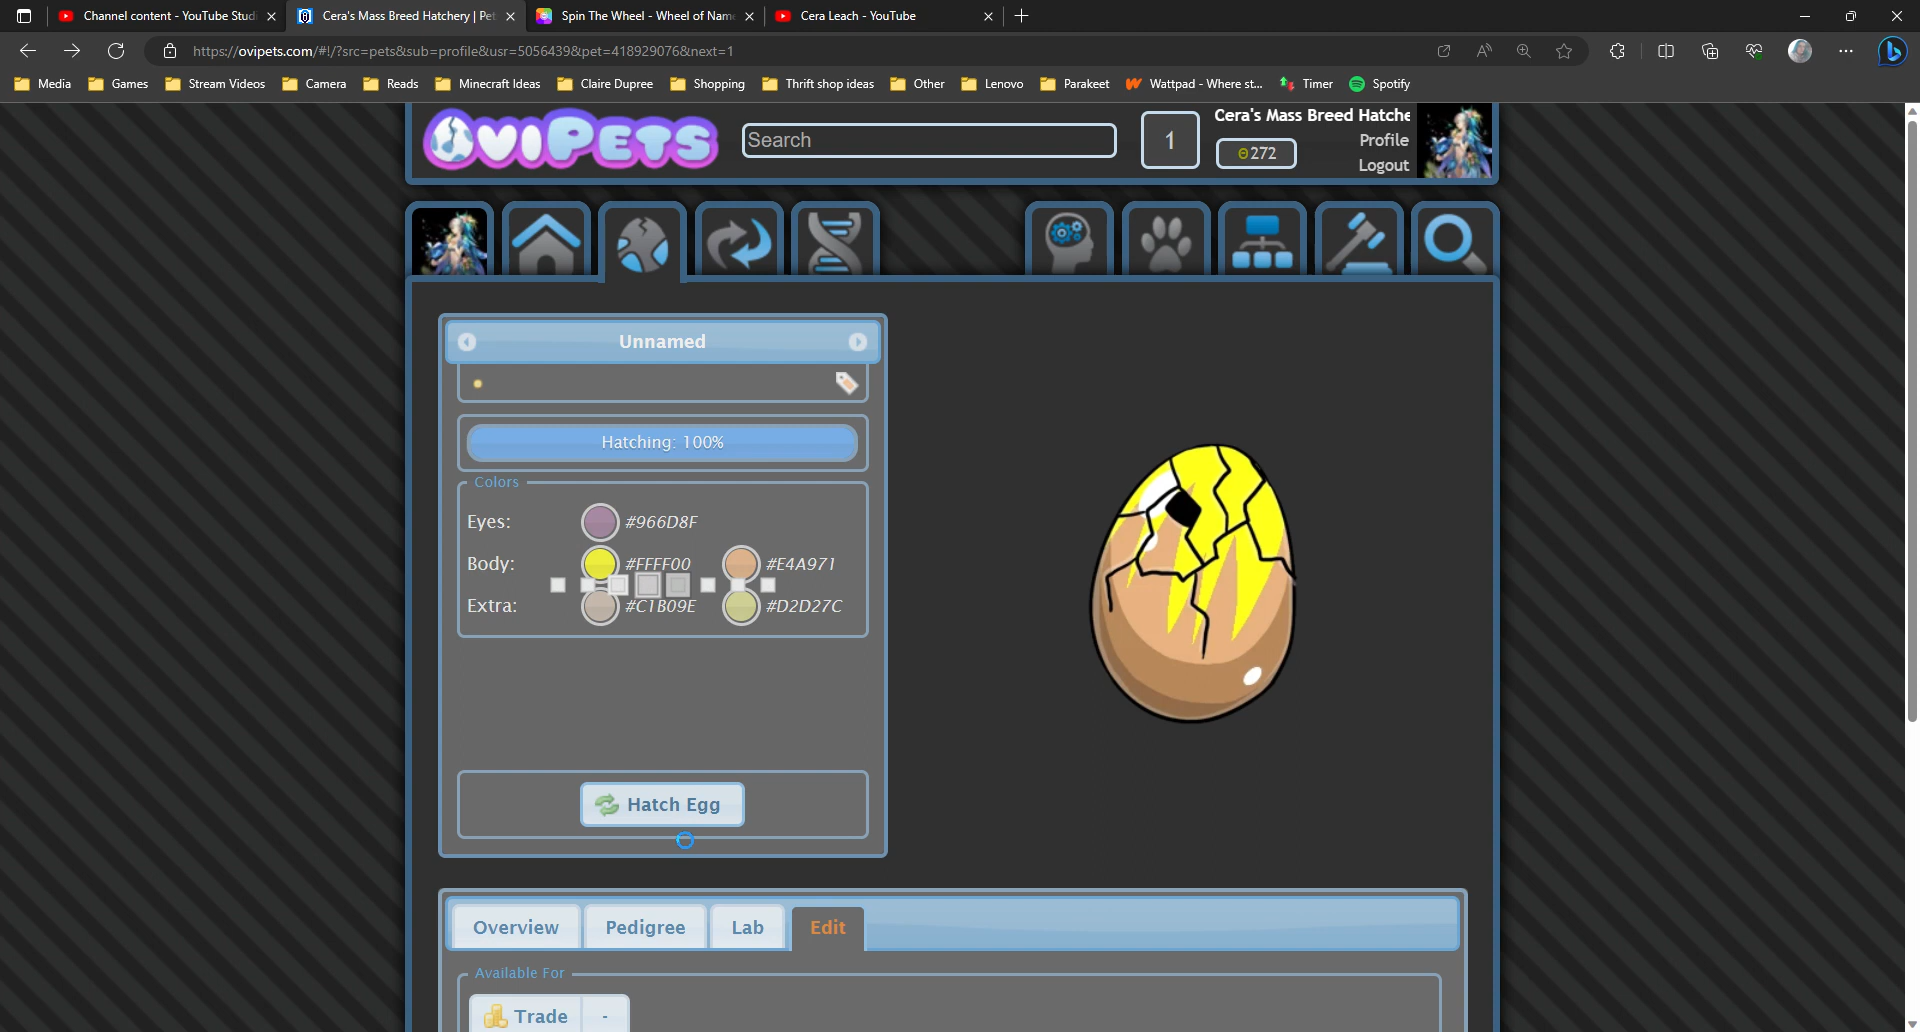 Channel content - YouTube Studi
Cera's Mass Breed Hatchery | Pet
Spin The Wheel - Wheel of Name
Cera Leach - YouTube
https://ovipets.com/#!/?src=pets&sub=profile&usr=5056439&pet=418929076&next=1
Media
Games
Stream Videos
Camera
Reads
Minecraft Ideas
Claire Dupree
Shopping
Thrift shop ideas
Other
Lenovo
Parakeet
Wattpad - Where st...
Timer
Spotify
OviPets
Search
1
Cera's Mass Breed Hatche
272
Profile
Logout
Unnamed
Hatching: 100%
Colors
Eyes: #966D8F
Body: #FFFF00 #E4A971
Extra: #C1B09E #D2D27C
Hatch Egg
Overview
Pedigree
Lab
Edit
Available For
Trade -